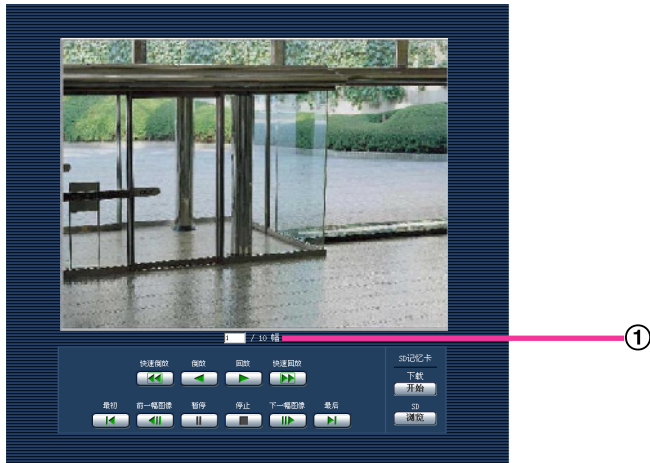 1 / 10 幅
①
快速倒放 倒放 回放 快速回放
最初 前一幅图像 暂停 停止 下一幅图像 最后
SD记忆卡
下载
开始
SD
浏览